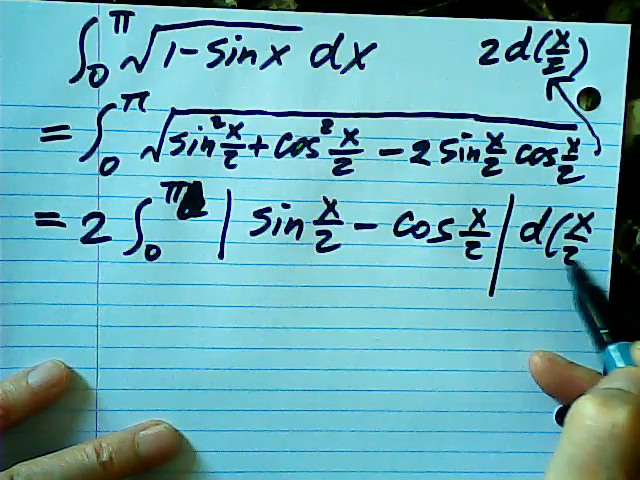 ∫₀^π √(1-sinx) dx 2d(x/2)
= ∫₀^π √(sin² x/2 + cos² x/2 - 2 sin x/2 cos x/2)
= 2 ∫₀^π | sin x/2 - cos x/2 | d(x/2